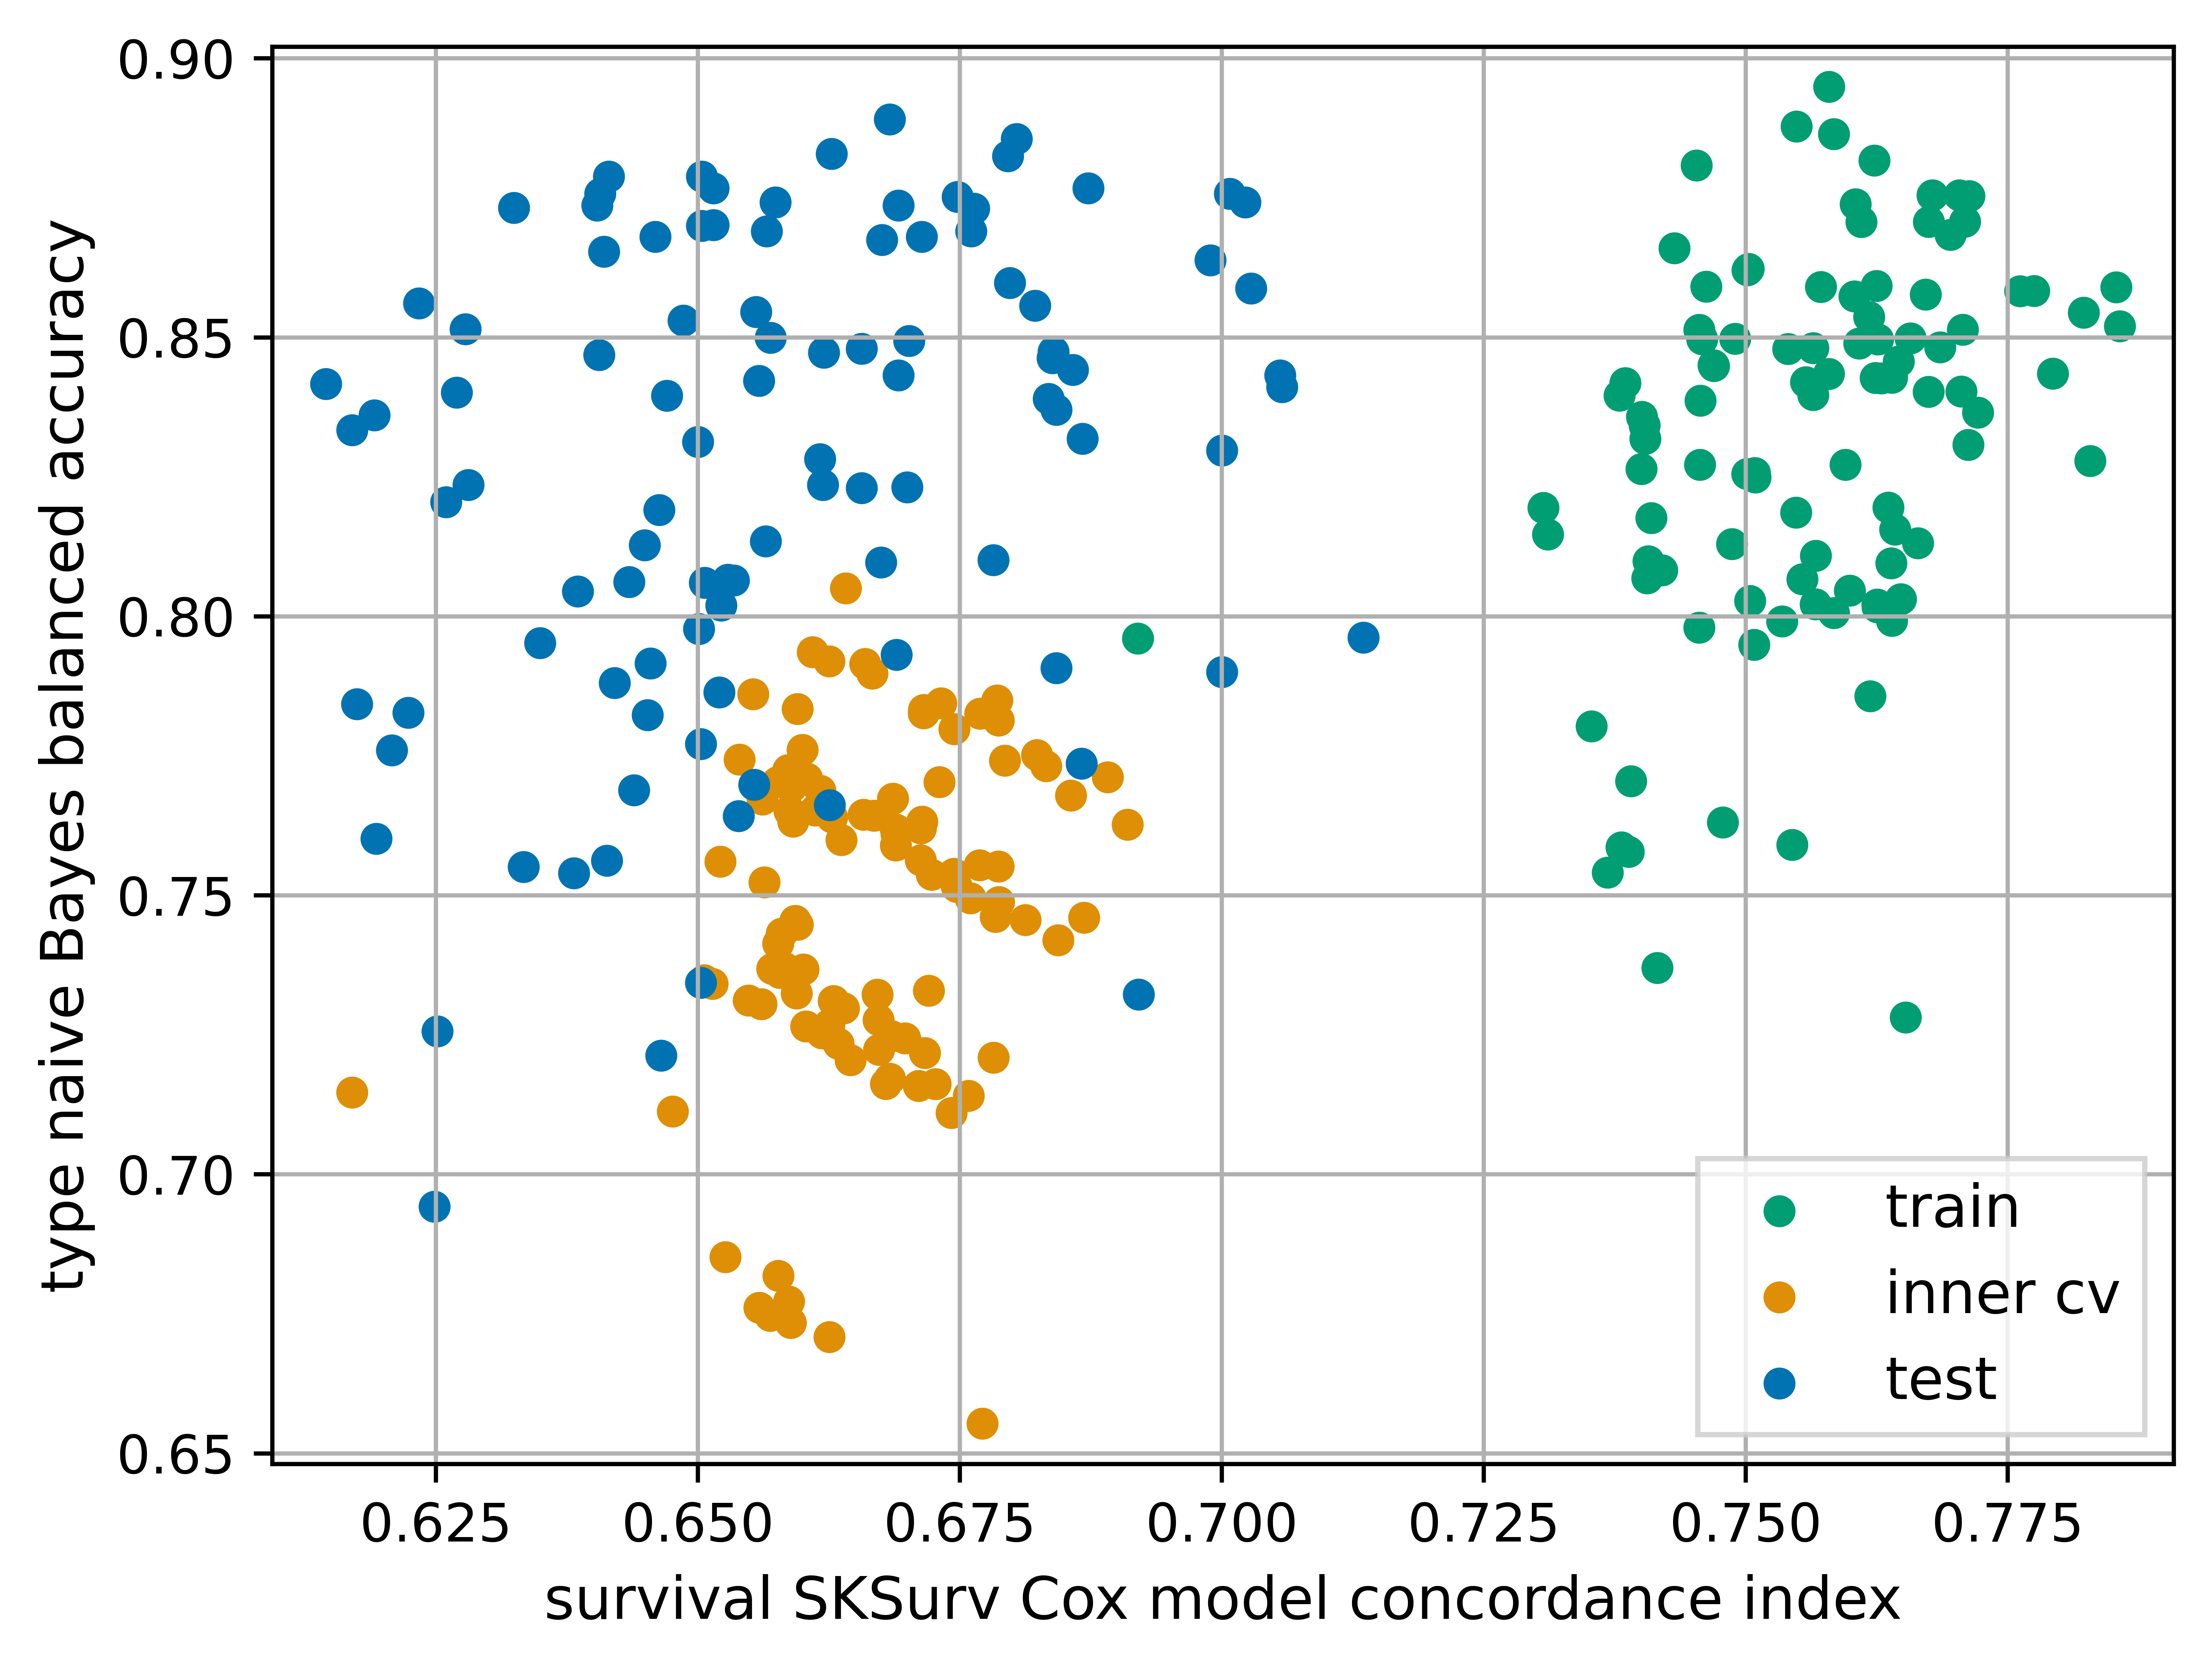 0.90
0.85
0.80
0.75
0.70
0.65
type naive Bayes balanced accuracy
train
inner cv
test
0.625 0.650 0.675 0.700 0.725 0.750 0.775
survival SKSurv Cox model concordance index